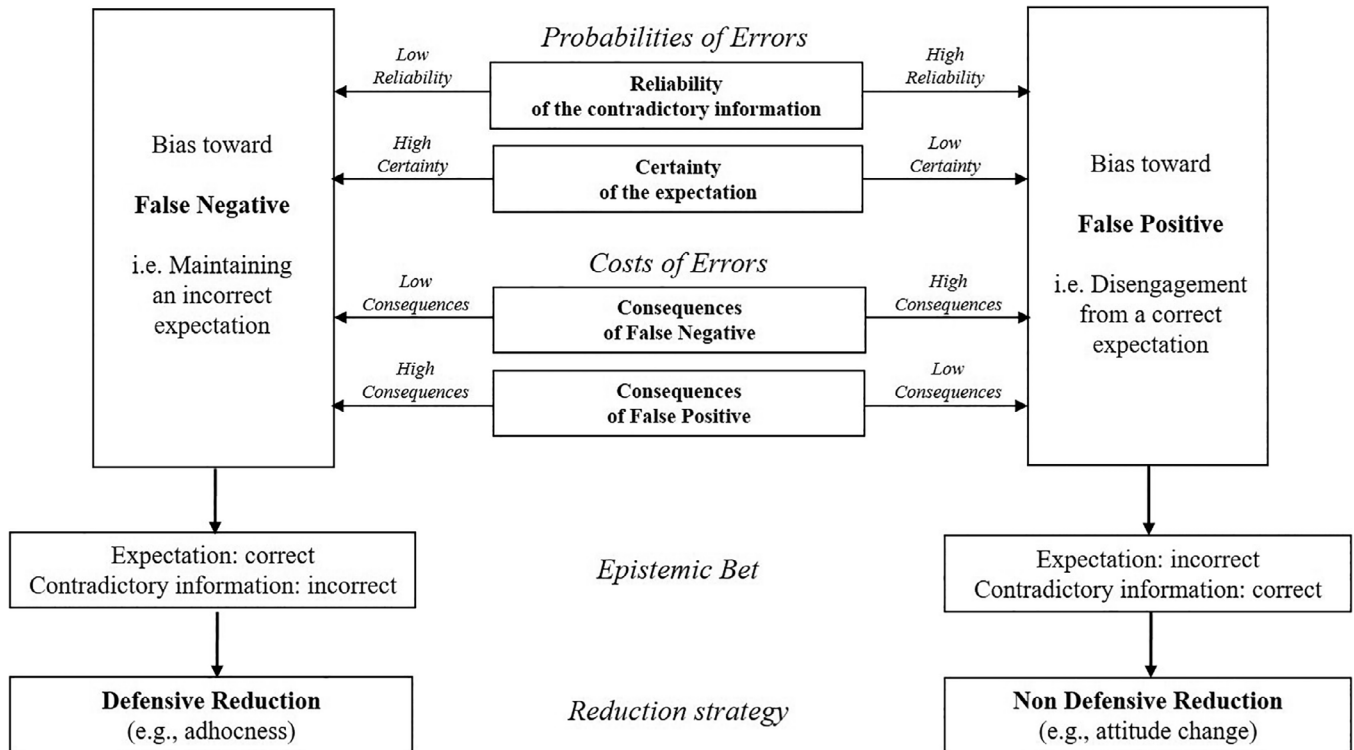 Probabilities of Errors
Low
Reliability
Reliability
of the contradictory information
High
Reliability
High
Certainty
Certainty
of the expectation
Low
Certainty
Bias toward
False Negative
i.e. Maintaining
an incorrect
expectation
Costs of Errors
Low
Consequences
Consequences
of False Negative
High
Consequences
High
Consequences
Consequences
of False Positive
Low
Consequences
Bias toward
False Positive
i.e. Disengagement
from a correct
expectation
Expectation: correct
Contradictory information: incorrect
Epistemic Bet
Expectation: incorrect
Contradictory information: correct
Defensive Reduction
(e.g., adhocness)
Reduction strategy
Non Defensive Reduction
(e.g., attitude change)